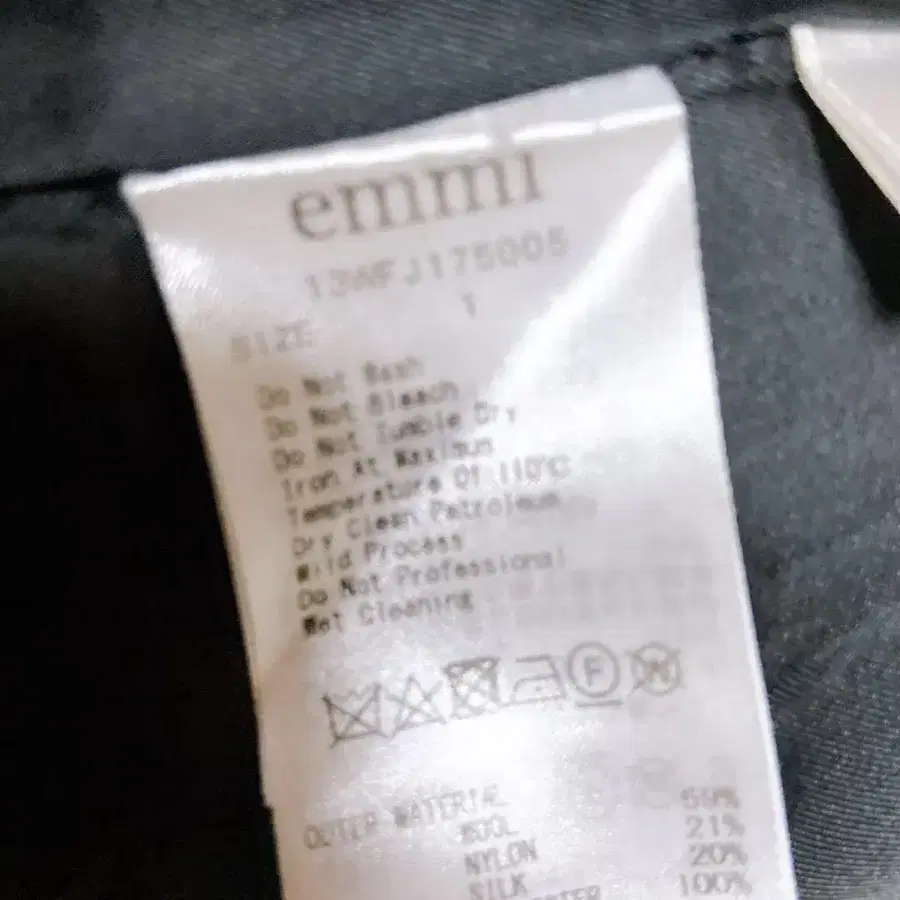 emmi
13WFJ175005
SIZE 1
Do Not Wash
Do Not Bleach
Do Not Tumble Dry
Iron At Maximum
Temperature Of 110℃
Dry Clean Petroleum
Mild Process
Do Not Professional
Wet Cleaning
F
W
OUTER MATERIAL
WOOL 59%
NYLON 21%
SILK 20%
100%